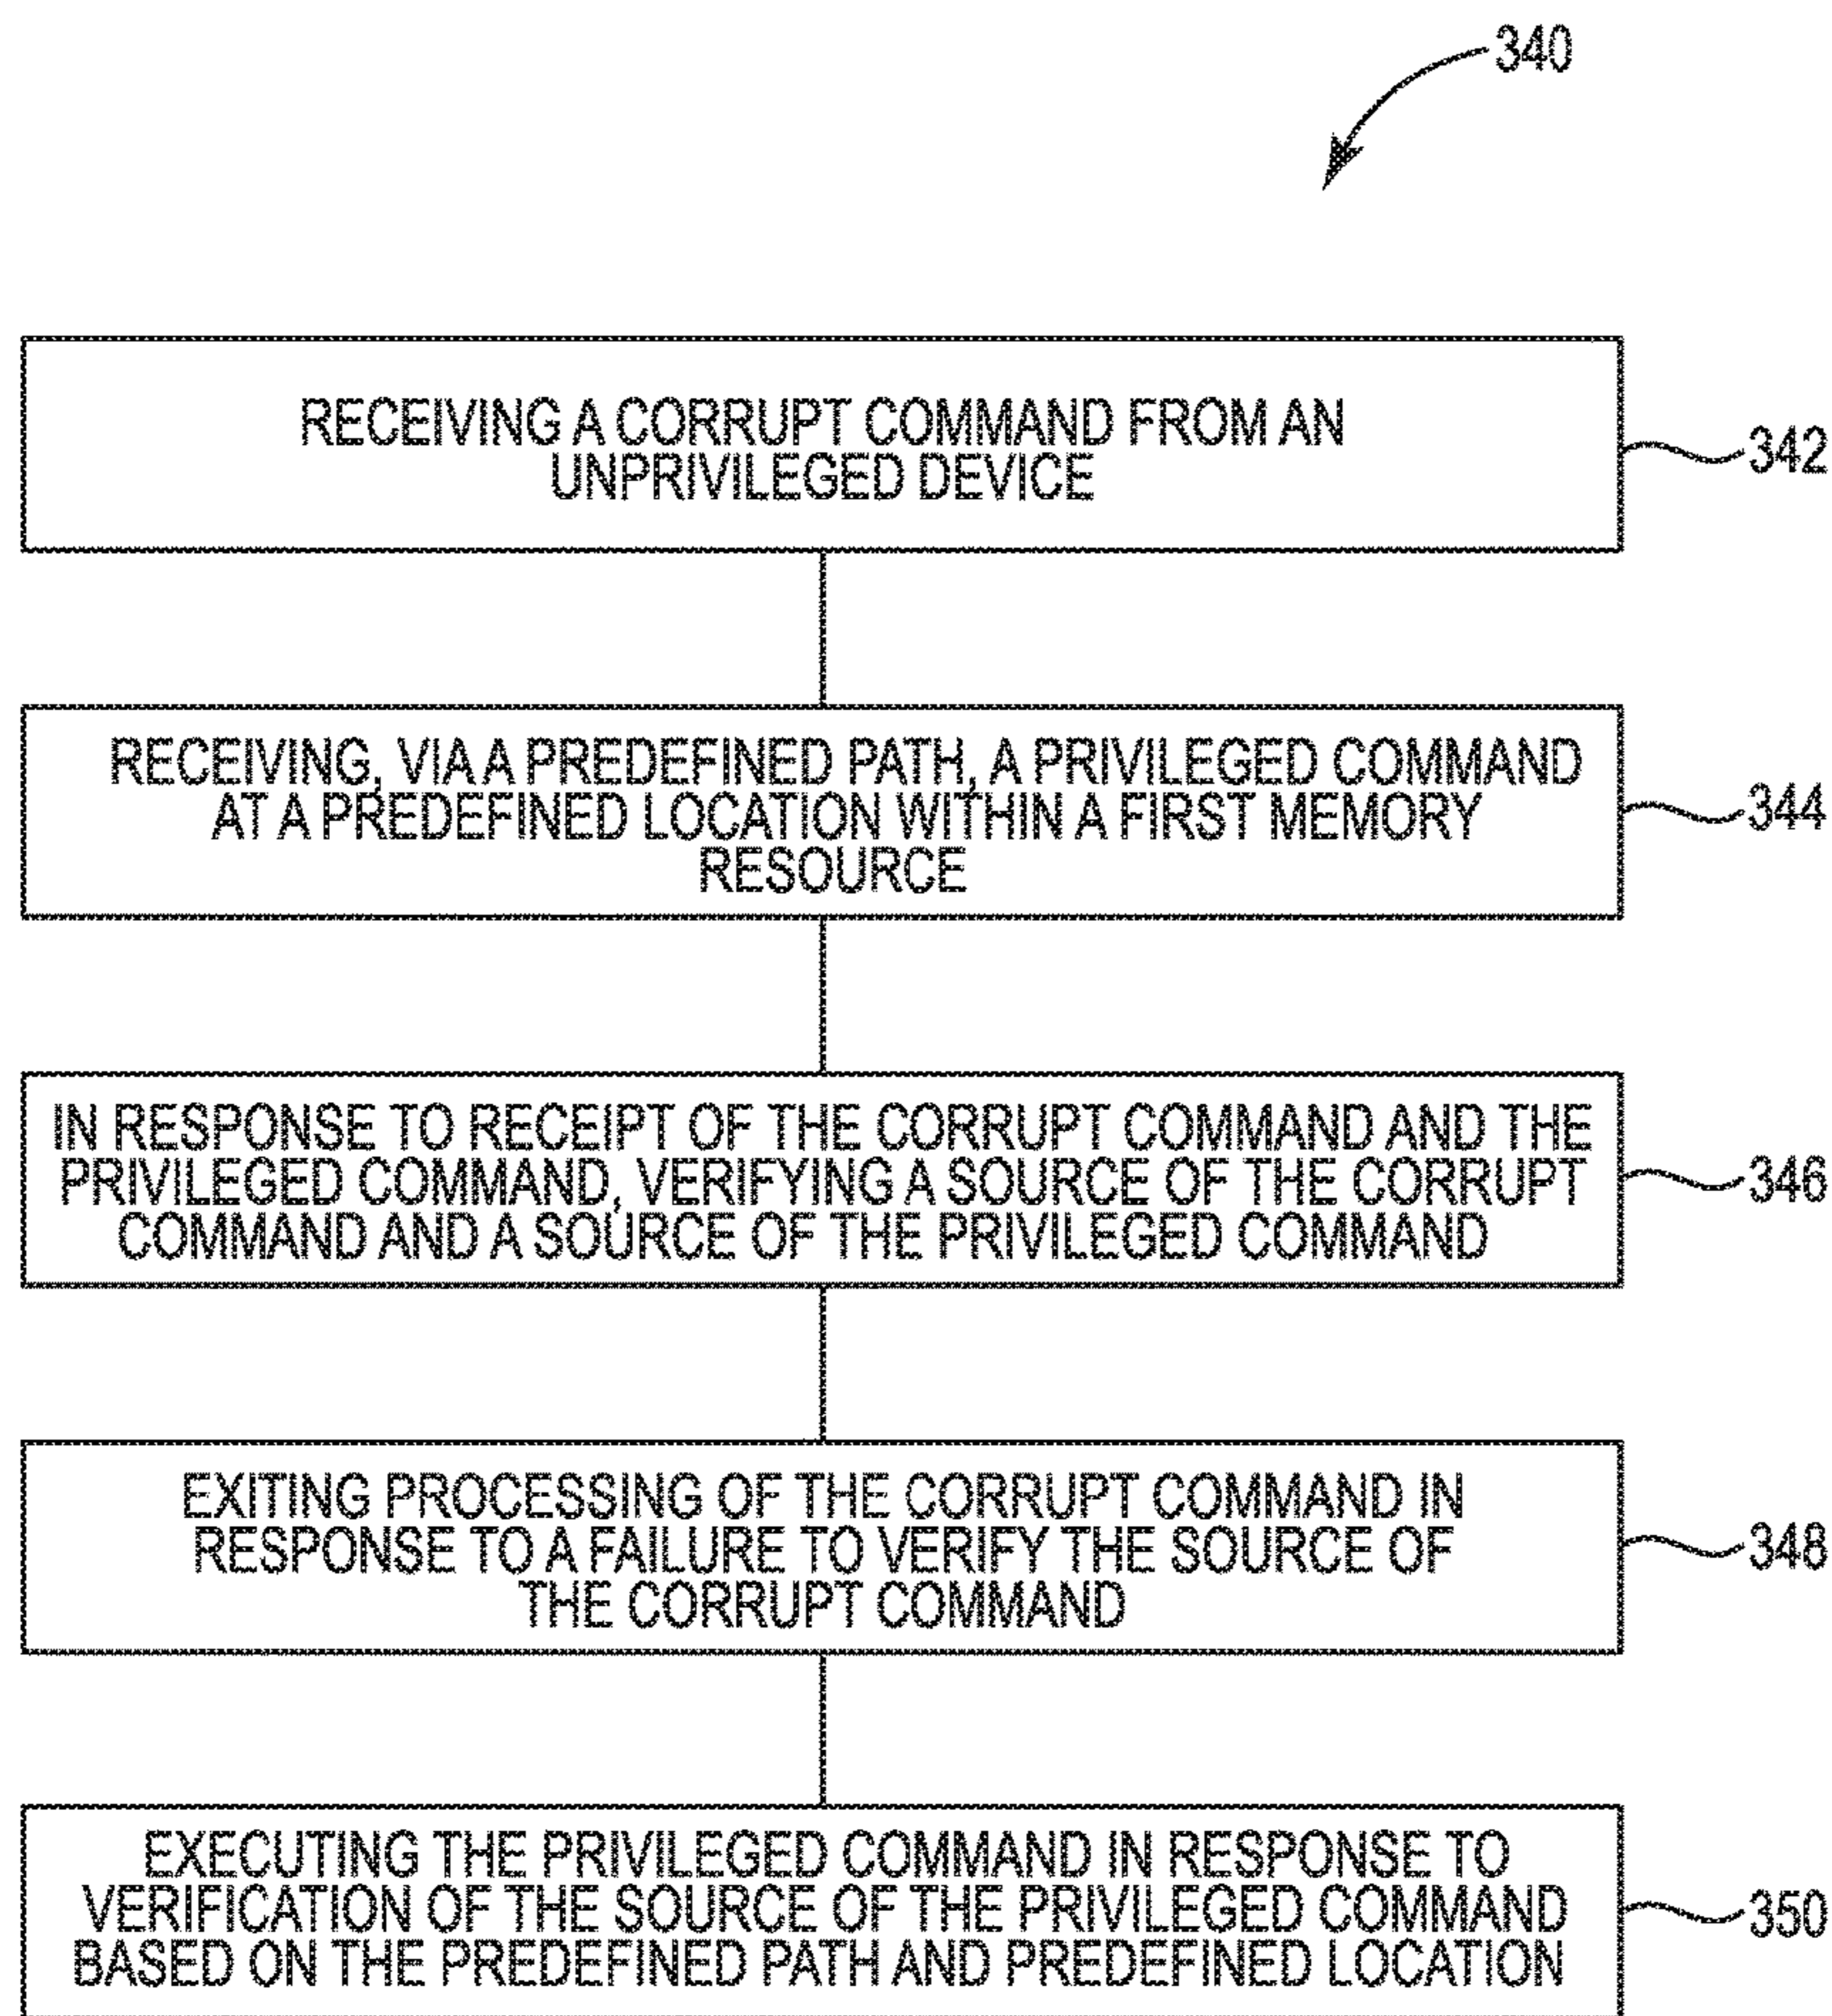 340
RECEIVING A CORRUPT COMMAND FROM AN
UNPRIVILEGED DEVICE
342
RECEIVING, VIA A PREDEFINED PATH, A PRIVILEGED COMMAND
AT A PREDEFINED LOCATION WITHIN A FIRST MEMORY
RESOURCE
344
IN RESPONSE TO RECEIPT OF THE CORRUPT COMMAND AND THE
PRIVILEGED COMMAND, VERIFYING A SOURCE OF THE CORRUPT
COMMAND AND A SOURCE OF THE PRIVILEGED COMMAND
346
EXITING PROCESSING OF THE CORRUPT COMMAND IN
RESPONSE TO A FAILURE TO VERIFY THE SOURCE OF
THE CORRUPT COMMAND
348
EXECUTING THE PRIVILEGED COMMAND IN RESPONSE TO
VERIFICATION OF THE SOURCE OF THE PRIVILEGED COMMAND
BASED ON THE PREDEFINED PATH AND PREDEFINED LOCATION
350